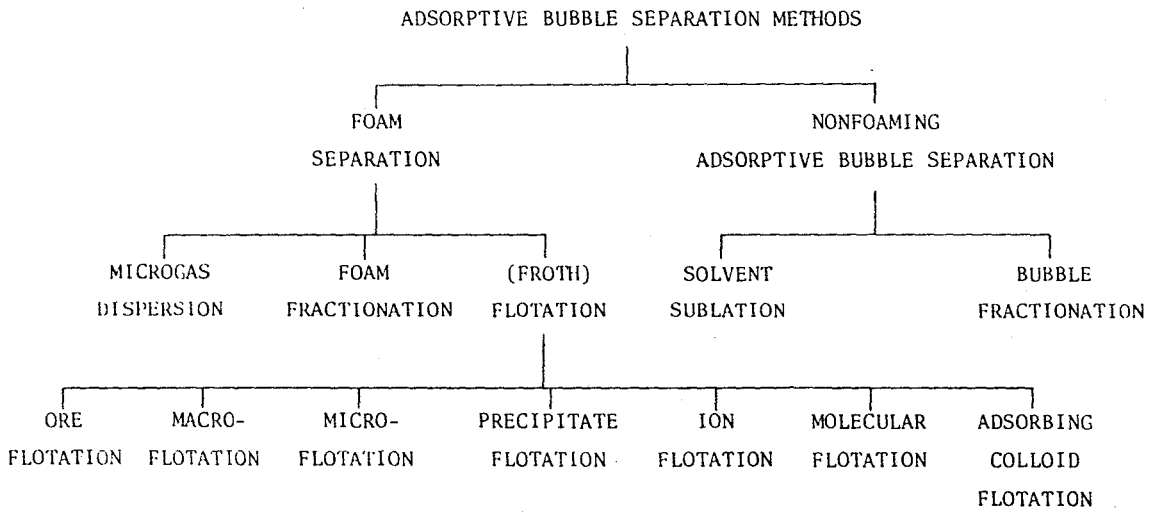 ADSORPTIVE BUBBLE SEPARATION METHODS
FOAM
SEPARATION
NONFOAMING
ADSORPTIVE BUBBLE SEPARATION
MICROGAS
DISPERSION
FOAM
FRACTIONATION
(FROTH)
FLOTATION
SOLVENT
SUBLATION
BUBBLE
FRACTIONATION
ORE
FLOTATION
MACRO-
FLOTATION
MICRO-
FLOTATION
PRECIPITATE
FLOTATION
ION
FLOTATION
MOLECULAR
FLOTATION
ADSORBING
COLLOID
FLOTATION